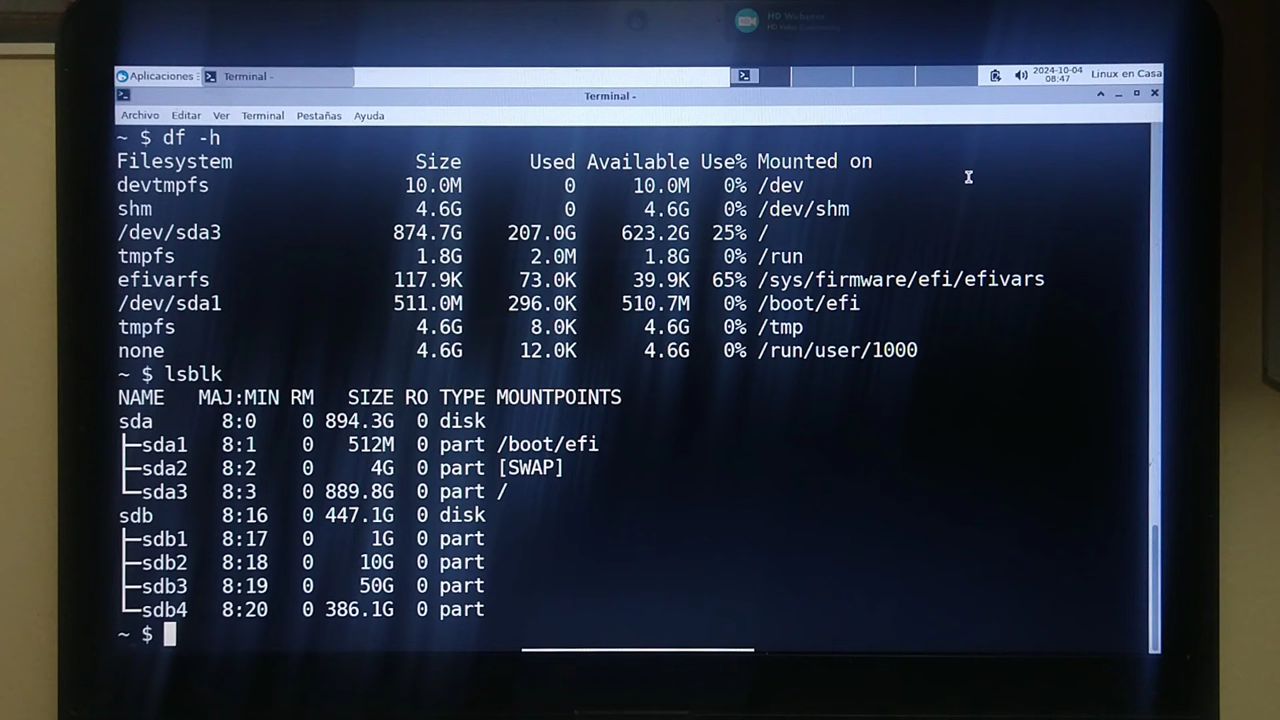 HD Webcam
Aplicaciones Terminal - 2024-10-04 Linux en Casa
08:47
Terminal -
Archivo Editar Ver Terminal Pestañas Ayuda
~ $ df -h
Filesystem Size Used Available Use% Mounted on
devtmpfs 10.0M 0 10.0M 0% /dev
shm 4.6G 0 4.6G 0% /dev/shm
/dev/sda3 874.7G 207.0G 623.2G 25% /
tmpfs 1.8G 2.0M 1.8G 0% /run
efivarfs 117.9K 73.0K 39.9K 65% /sys/firmware/efi/efivars
/dev/sda1 511.0M 296.0K 510.7M 0% /boot/efi
tmpfs 4.6G 8.0K 4.6G 0% /tmp
none 4.6G 12.0K 4.6G 0% /run/user/1000
~ $ lsblk
NAME MAJ:MIN RM SIZE RO TYPE MOUNTPOINTS
sda 8:0 0 894.3G 0 disk
├─sda1 8:1 0 512M 0 part /boot/efi
├─sda2 8:2 0 4G 0 part [SWAP]
└─sda3 8:3 0 889.8G 0 part /
sdb 8:16 0 447.1G 0 disk
├─sdb1 8:17 0 1G 0 part
├─sdb2 8:18 0 10G 0 part
├─sdb3 8:19 0 50G 0 part
└─sdb4 8:20 0 386.1G 0 part
~ $